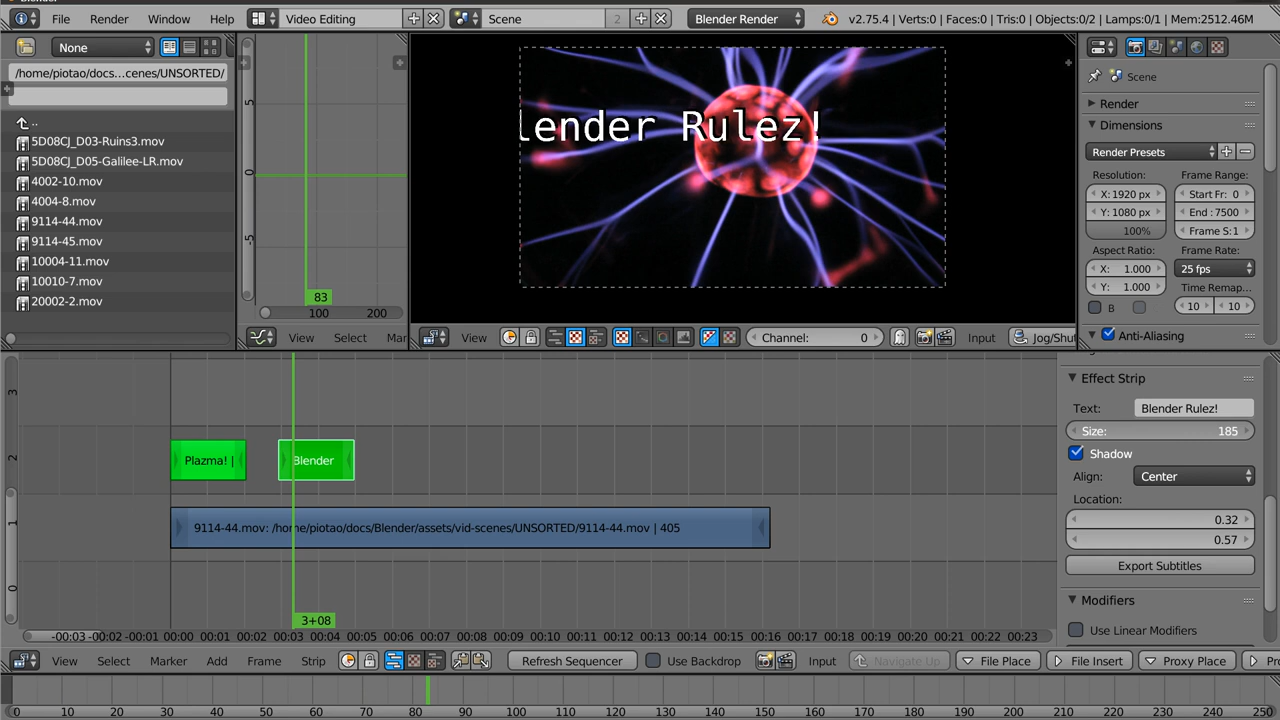 File Render Window Help Video Editing Scene 2 Blender Render v2.75.4 | Verts:0 | Faces:0 | Tris:0 | Objects:0/2 | Lamps:0/1 | Mem:2512.46M
None
/home/piotao/docs...cenes/UNSORTED/
..
5D08CJ_D03-Ruins3.mov
5D08CJ_D05-Galilee-LR.mov
4002-10.mov
4004-8.mov
9114-44.mov
9114-45.mov
10004-11.mov
10010-7.mov
20002-2.mov
5
0
-5
83
100 200
View Select Mar
lender Rulez!
View Channel: 0 Input Jog/Shut
Scene
Render
Dimensions
Render Presets
Resolution: Frame Range:
X: 1920 px Start Fr: 0
Y: 1080 px End : 7500
100% Frame S:1
Aspect Ratio: Frame Rate:
X: 1.000 25 fps
Y: 1.000 Time Remap...
B 10 10
Anti-Aliasing
3
2
1
0
Plazma! |
Blender
9114-44.mov: /home/piotao/docs/Blender/assets/vid-scenes/UNSORTED/9114-44.mov | 405
3+08
-00:03 -00:02 -00:01 00:00 00:01 00:02 00:03 00:04 00:05 00:06 00:07 00:08 00:09 00:10 00:11 00:12 00:13 00:14 00:15 00:16 00:17 00:18 00:19 00:20 00:21 00:22 00:23
Effect Strip
Text: Blender Rulez!
Size: 185
Shadow
Align: Center
Location:
0.32
0.57
Export Subtitles
Modifiers
Use Linear Modifiers
View Select Marker Add Frame Strip Refresh Sequencer Use Backdrop Input Navigate Up File Place File Insert Proxy Place Pr
0 10 20 30 40 50 60 70 80 90 100 110 120 130 140 150 160 170 180 190 200 210 220 230 240 250